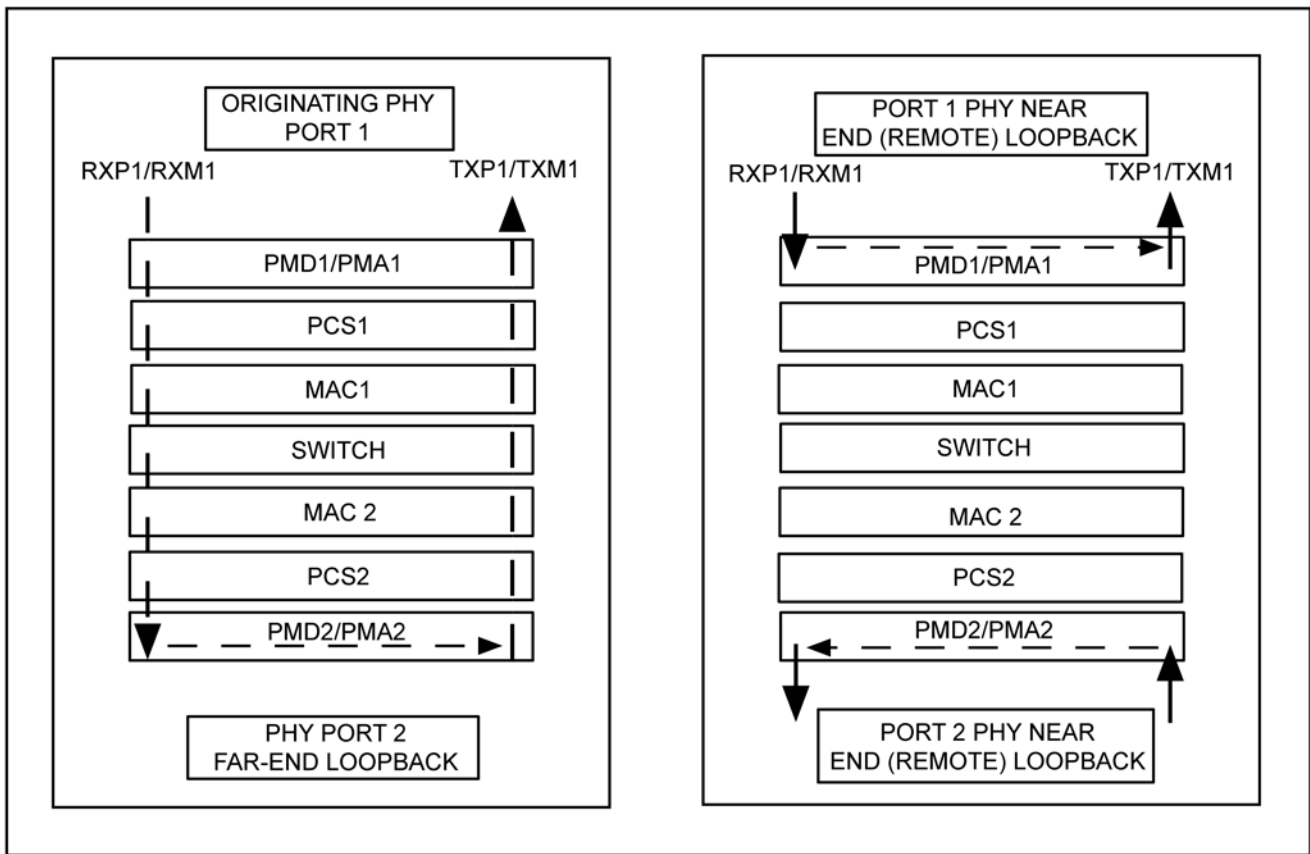 ORIGINATING PHY
PORT 1
RXP1/RXM1
TXP1/TXM1
PMD1/PMA1
PCS1
MAC1
SWITCH
MAC 2
PCS2
PMD2/PMA2
PHY PORT 2
FAR-END LOOPBACK
PORT 1 PHY NEAR
END (REMOTE) LOOPBACK
RXP1/RXM1
TXP1/TXM1
PMD1/PMA1
PCS1
MAC1
SWITCH
MAC 2
PCS2
PMD2/PMA2
PORT 2 PHY NEAR
END (REMOTE) LOOPBACK